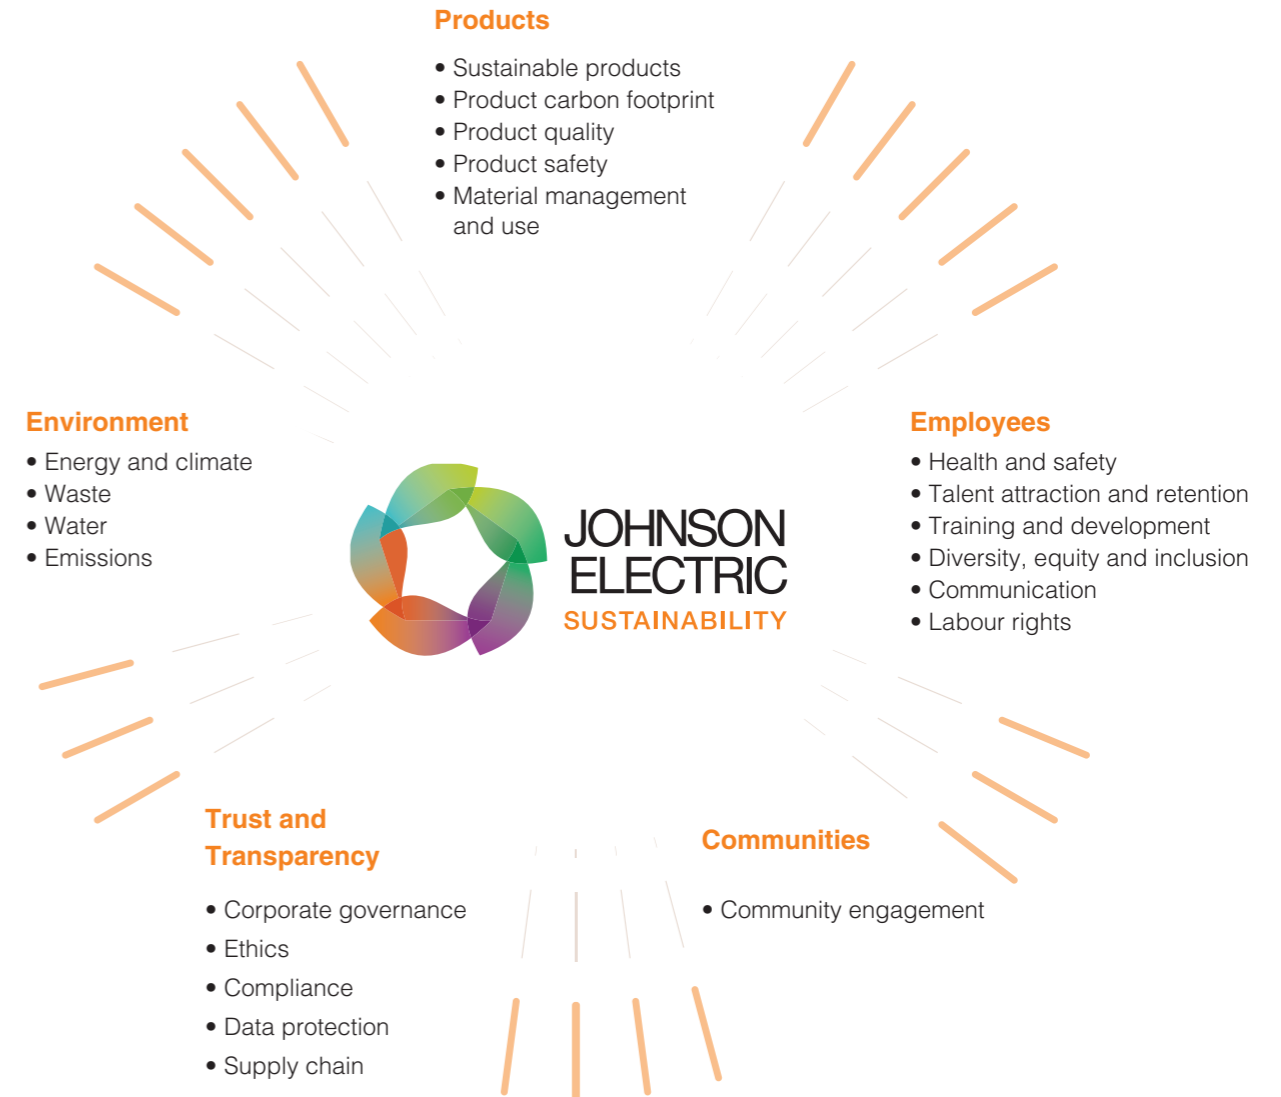 Products
• Sustainable products
• Product carbon footprint
• Product quality
• Product safety
• Material management
and use
Environment
• Energy and climate
• Waste
• Water
• Emissions
JOHNSON
ELECTRIC
SUSTAINABILITY
Employees
• Health and safety
• Talent attraction and retention
• Training and development
• Diversity, equity and inclusion
• Communication
• Labour rights
Trust and
Transparency
• Corporate governance
• Ethics
• Compliance
• Data protection
• Supply chain
Communities
• Community engagement